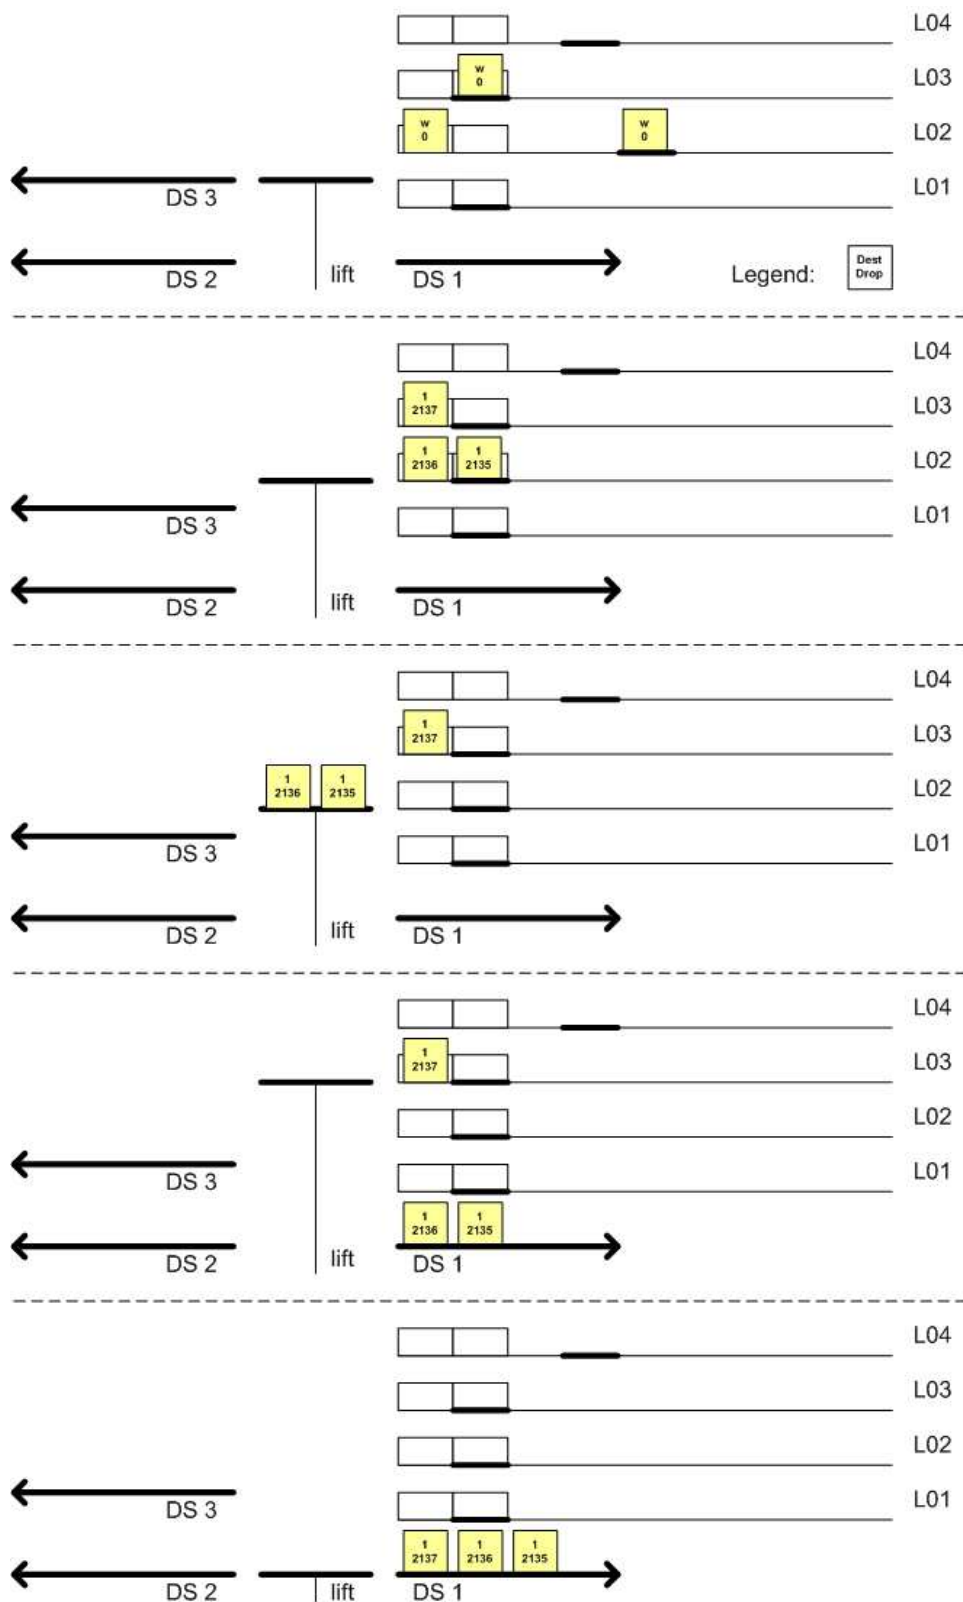 L04
w
0
L03
w
0
w
0
L02
DS 3
L01
DS 2
lift
DS 1
Legend:
Dest
Drop
L04
1
2137
L03
1
2136
1
2135
L02
DS 3
L01
DS 2
lift
DS 1
L04
1
2137
L03
1
2136
1
2135
L02
DS 3
L01
DS 2
lift
DS 1
L04
1
2137
L03
L02
DS 3
L01
1
2136
1
2135
DS 2
lift
DS 1
L04
L03
L02
DS 3
L01
1
2137
1
2136
1
2135
DS 2
lift
DS 1